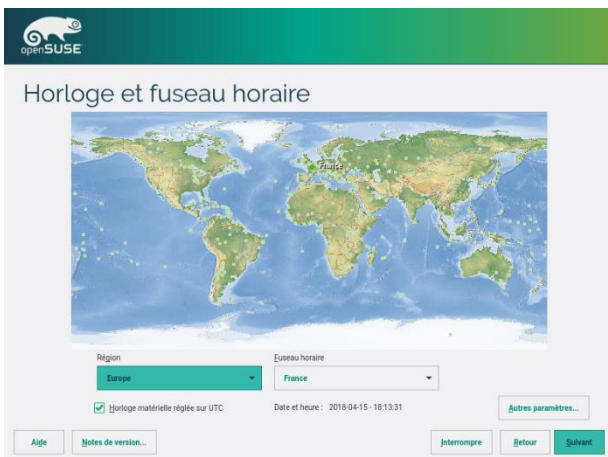 openSUSE
Horloge et fuseau horaire
France
Région
Fuseau horaire
Europe
France
Horloge matérielle réglée sur UTC
Date et heure : 2018-04-15 - 18:13:31
Autres paramètres...
Aide
Notes de version...
Interrompre
Retour
Suivant